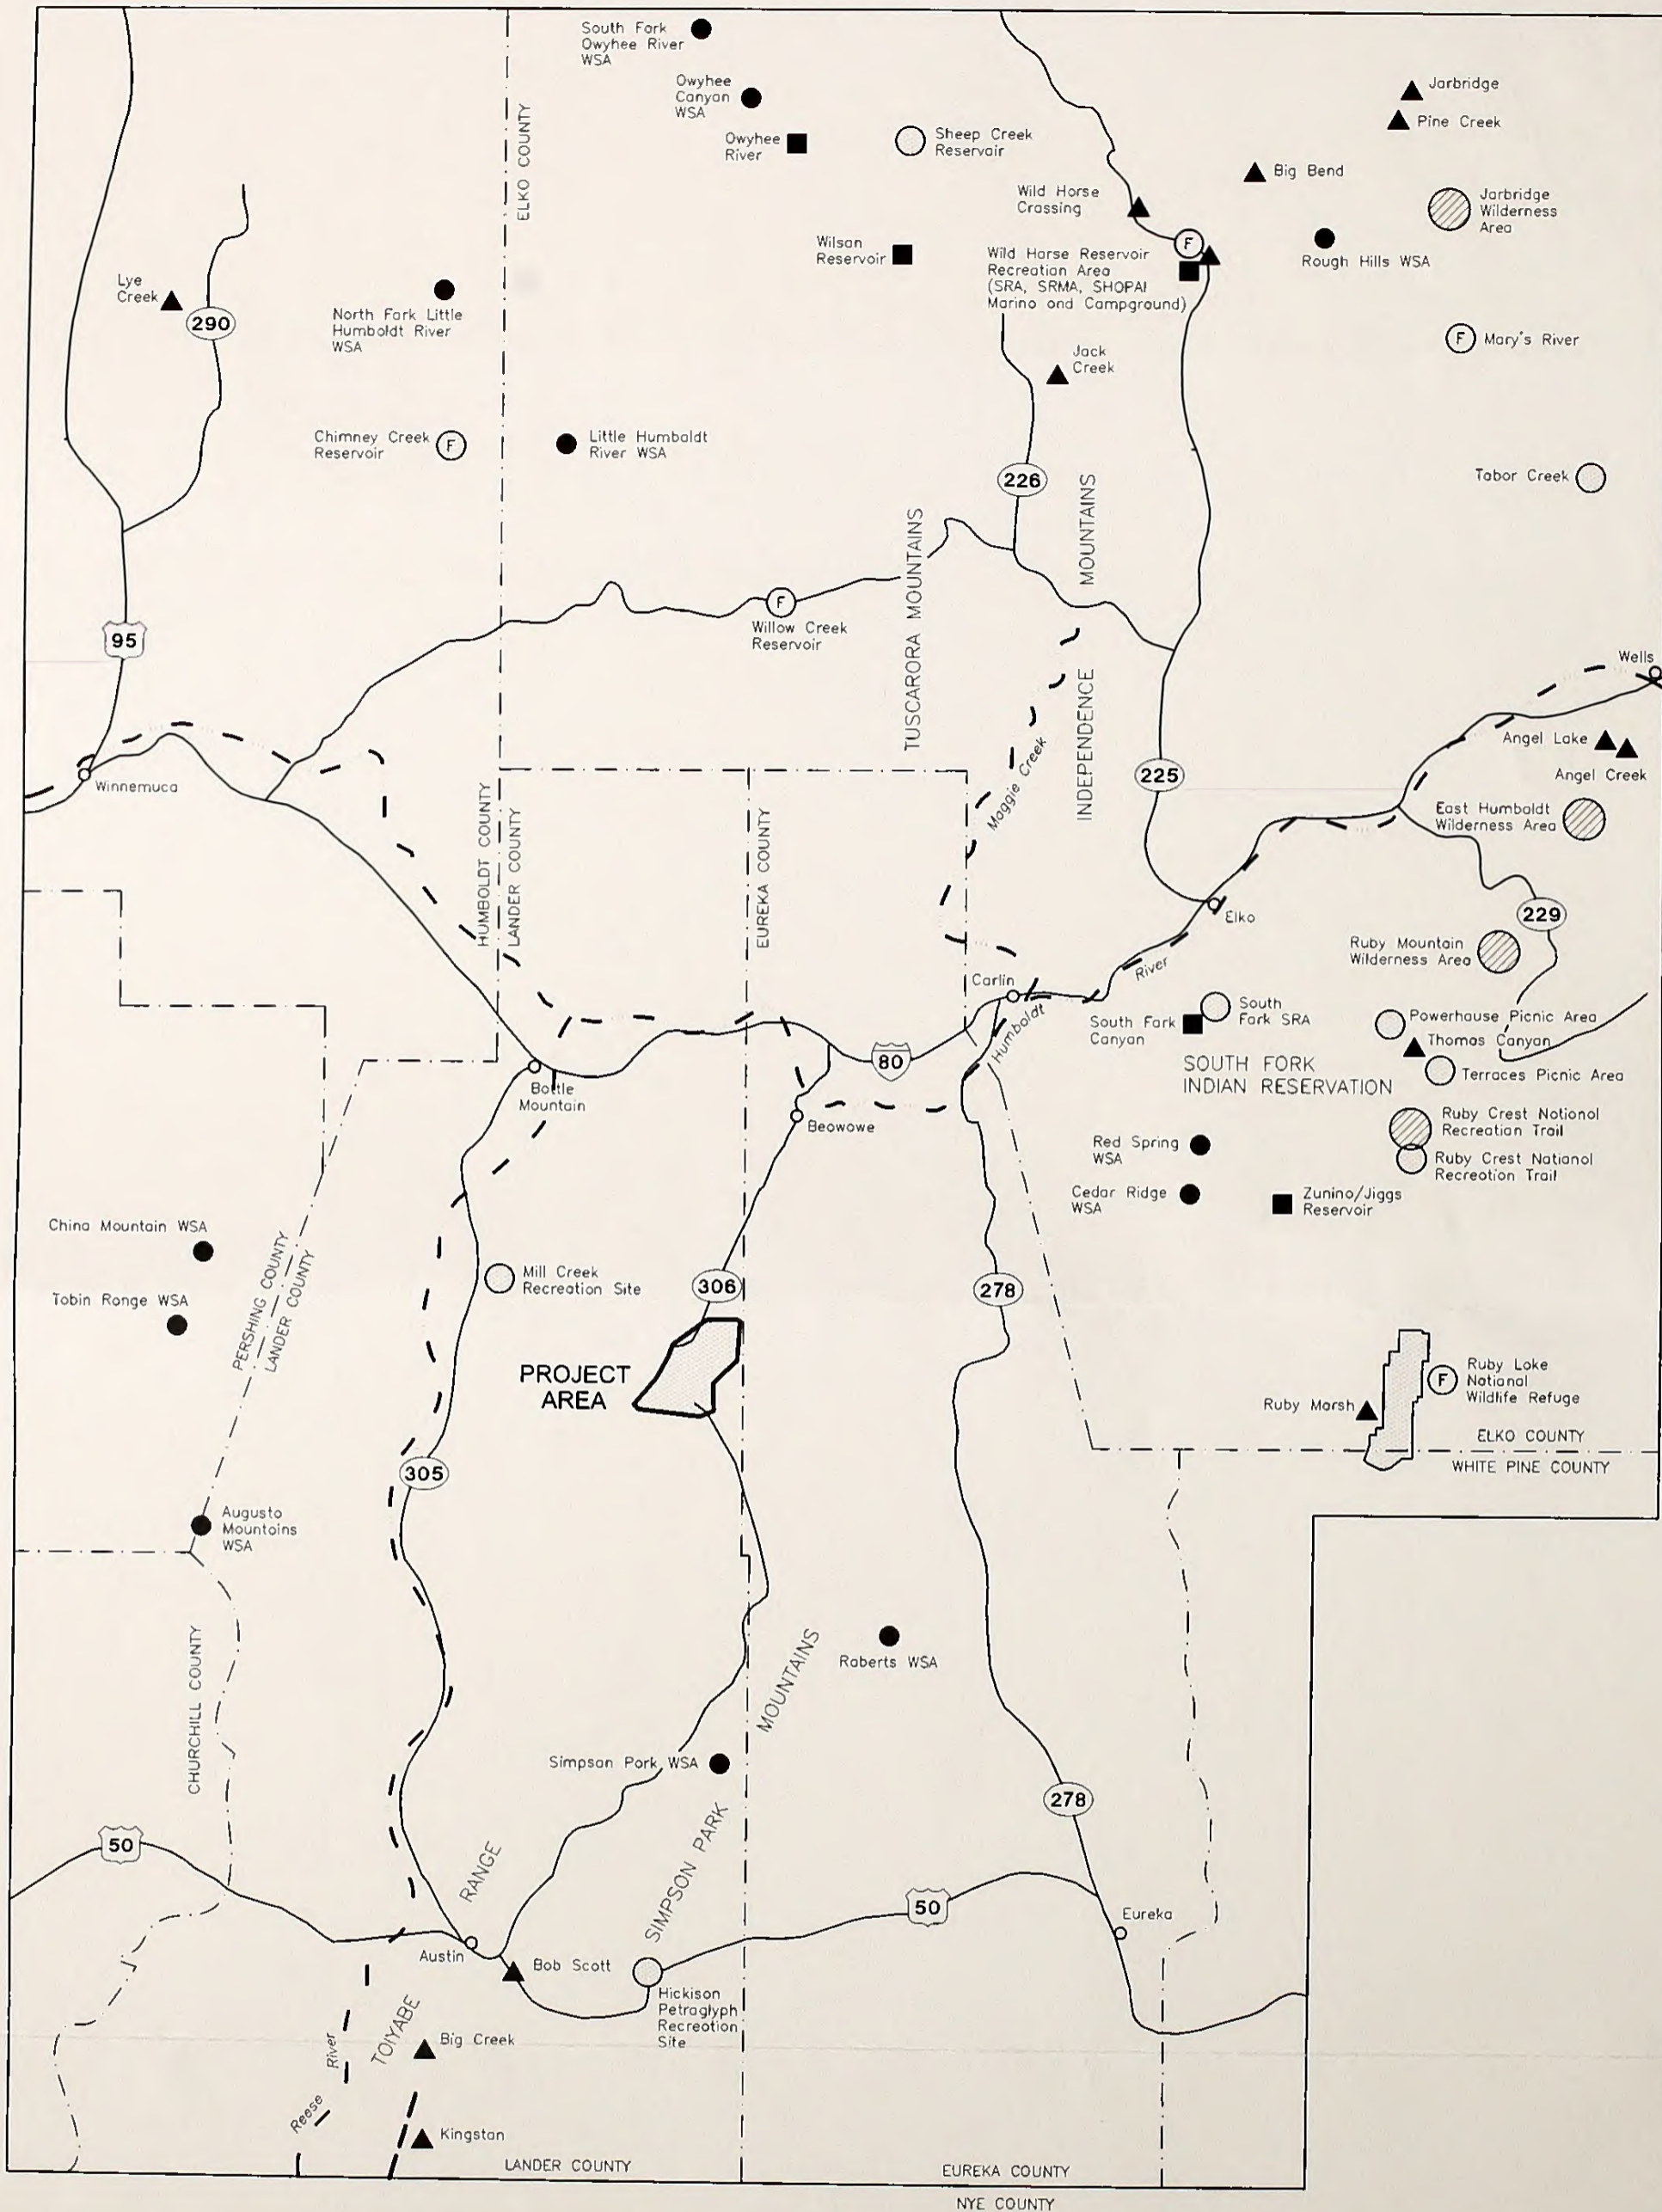 South Fork
Owyhee River
WSA
Owyhee
Canyon
WSA
Owyhee
River
Sheep Creek
Reservoir
Jarbridge
Pine Creek
Big Bend
Jarbridge
Wilderness
Area
Wild Horse
Crossing
F
Rough Hills WSA
Wilson
Reservoir
Wild Horse Reservoir
Recreation Area
(SRA, SRMA, SHOPAI
Marina and Campground)
ELKO COUNTY
Lye
Creek
290
North Fork Little
Humboldt River
WSA
F
Mary's River
Jack
Creek
Chimney Creek
Reservoir
F
Little Humboldt
River WSA
226
Tabor Creek
MOUNTAINS
INDEPENDENCE
TUSCARORA MOUNTAINS
F
Willow Creek
Reservoir
95
Wells
Angel Lake
Angel Creek
Winnemuca
Maggie Creek
225
East Humboldt
Wilderness Area
HUMBOLDT COUNTY
LANDER COUNTY
EUREKA COUNTY
Elko
229
Ruby Mountain
Wilderness Area
Carlin
River
Humboldt
South Fork
Canyon
South
Fork SRA
Powerhouse Picnic Area
Thomas Canyan
Terraces Picnic Area
80
SOUTH FORK
INDIAN RESERVATION
Battle
Mountain
Beowowe
Ruby Crest National
Recreation Trail
Ruby Crest National
Recreation Trail
Red Spring
WSA
Cedar Ridge
WSA
Zunino/Jiggs
Reservoir
China Mountain WSA
Tobin Range WSA
PERSHING COUNTY
LANDER COUNTY
Mill Creek
Recreation Site
306
278
PROJECT
AREA
Ruby Lake
National
Wildlife Refuge
F
Ruby Marsh
ELKO COUNTY
WHITE PINE COUNTY
305
Augusta
Mountains
WSA
CHURCHILL COUNTY
Roberts WSA
MOUNTAINS
SIMPSON PARK
Simpson Park WSA
278
50
RANGE
TOIYABE
50
Eureka
Austin
Bob Scott
Hickison
Petroglyph
Recreation
Site
Big Creek
River
Reese
Kingstan
LANDER COUNTY
EUREKA COUNTY
NYE COUNTY